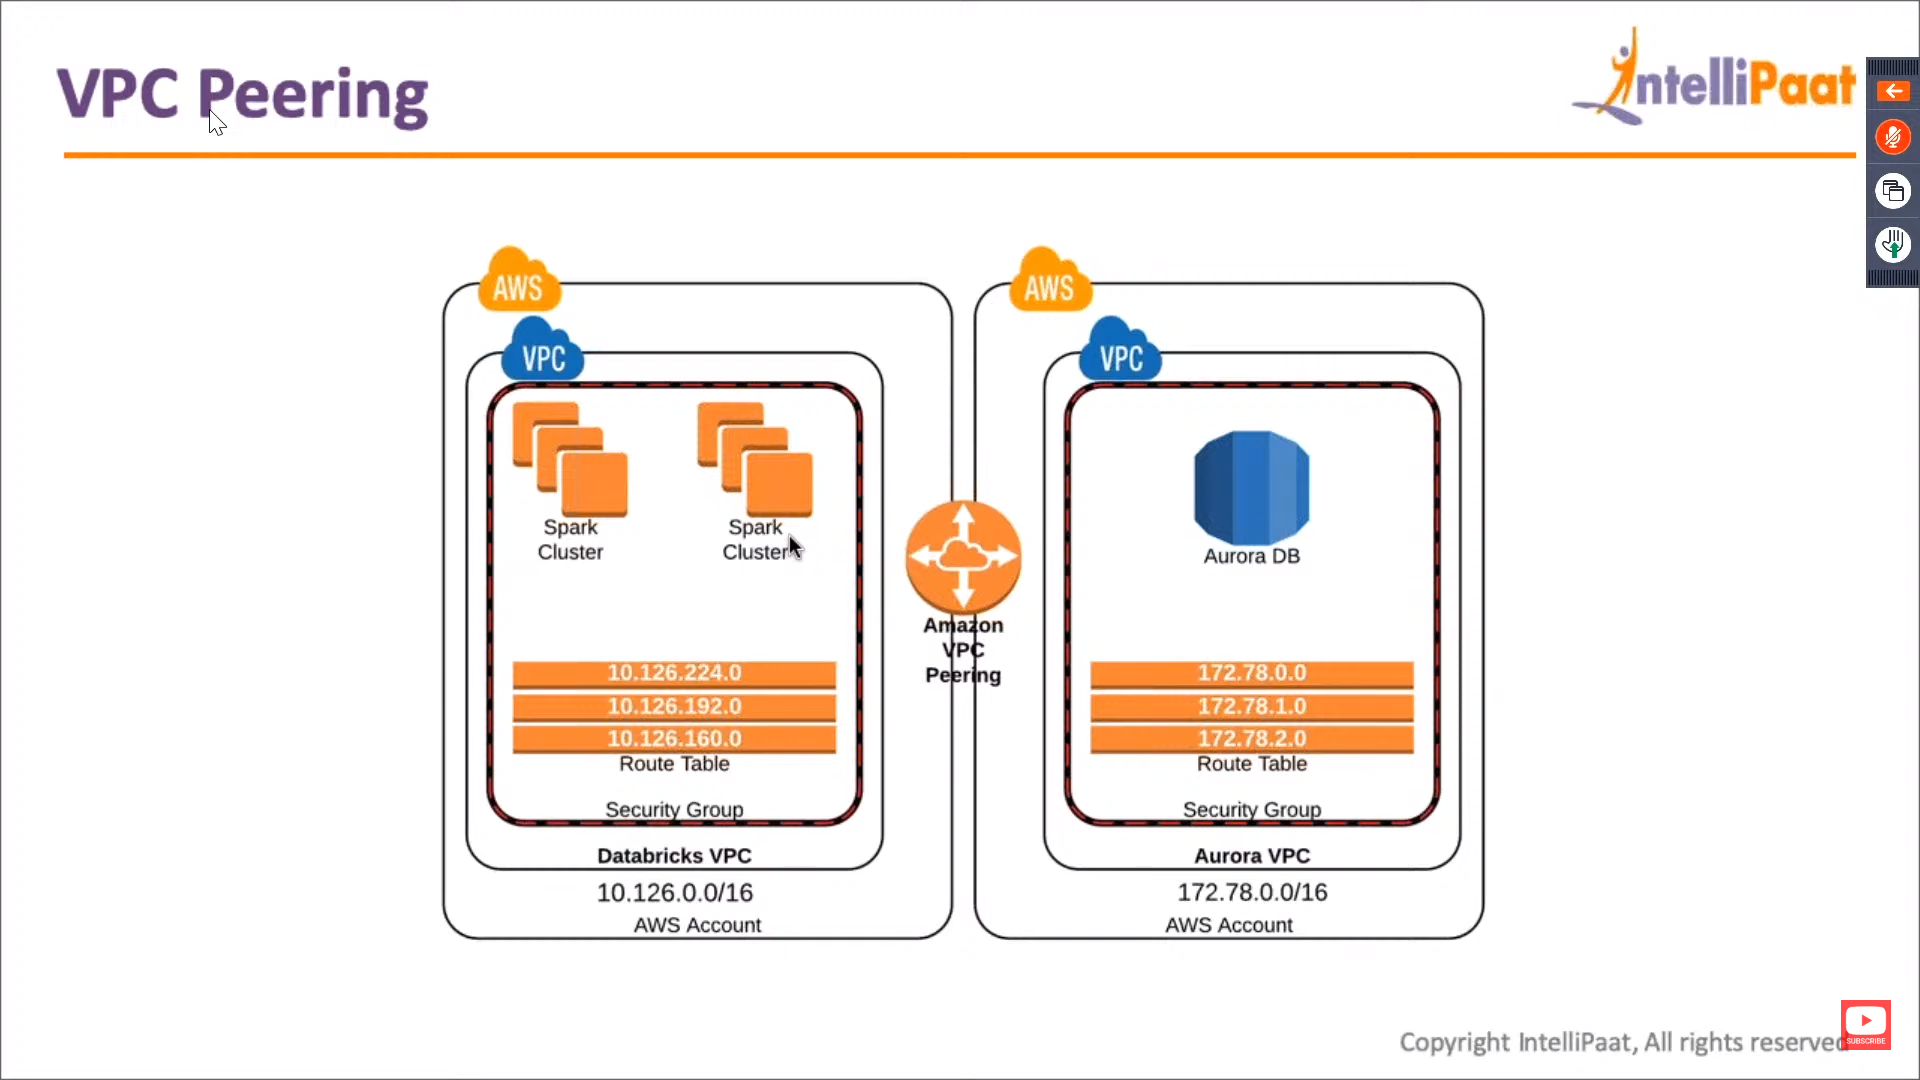 VPC Peering
IntelliPaat
AWS
AWS
VPC
VPC
Spark
Cluster
Spark
Cluster
Aurora DB
Amazon
VPC
Peering
10.126.224.0
10.126.192.0
10.126.160.0
Route Table
Security Group
Databricks VPC
10.126.0.0/16
AWS Account
172.78.0.0
172.78.1.0
172.78.2.0
Route Table
Security Group
Aurora VPC
172.78.0.0/16
AWS Account
Copyright IntelliPaat, All rights reserved
SUBSCRIBE